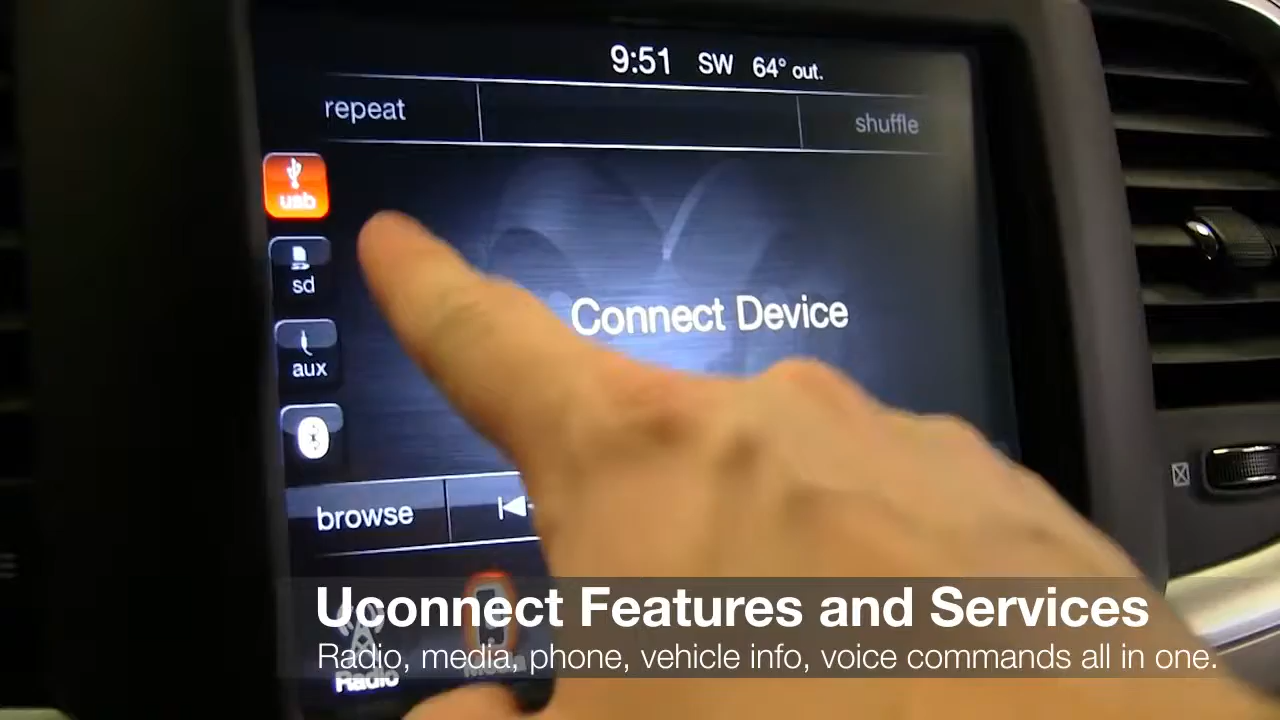 9:51 SW 64° out.
repeat
shuffle
usb
sd
Connect Device
aux
browse
Uconnect Features and Services
Radio, media, phone, vehicle info, voice commands all in one.
Radio
Media